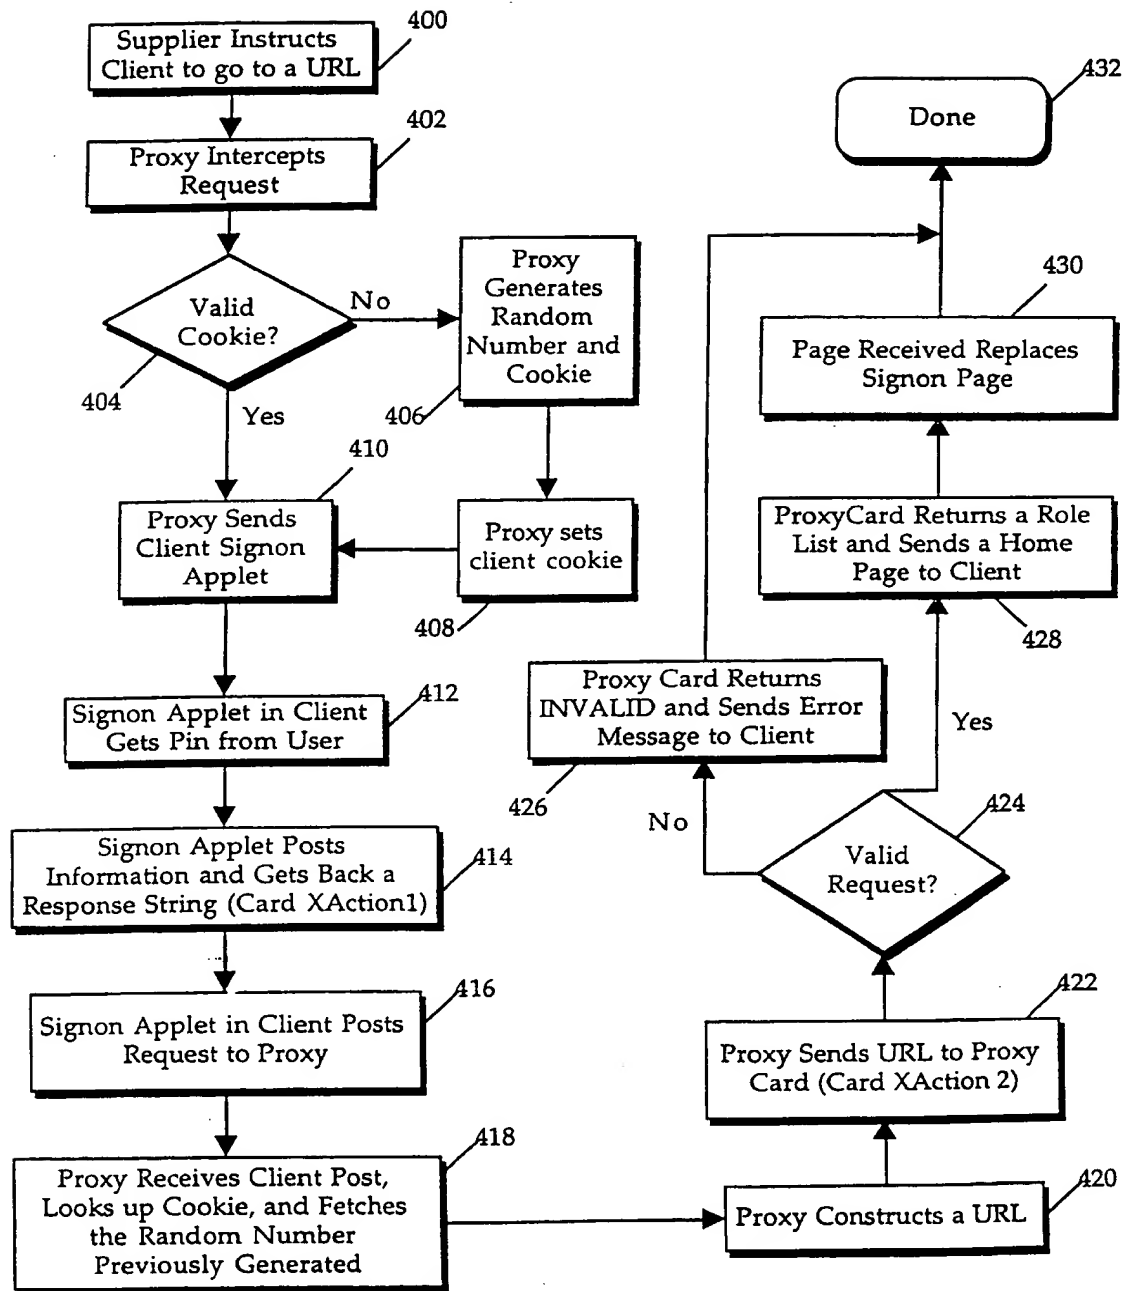 400
Supplier Instructs
Client to go to a URL
402
Proxy Intercepts
Request
Valid
Cookie?
404
No
Yes
Proxy
Generates
Random
Number and
Cookie
406
Proxy sets
client cookie
408
410
Proxy Sends
Client Signon
Applet
412
Signon Applet in Client
Gets Pin from User
414
Signon Applet Posts
Information and Gets Back a
Response String (Card XAction1)
416
Signon Applet in Client Posts
Request to Proxy
418
Proxy Receives Client Post,
Looks up Cookie, and Fetches
the Random Number
Previously Generated
420
Proxy Constructs a URL
422
Proxy Sends URL to Proxy
Card (Card XAction 2)
424
Valid
Request?
No
Yes
Proxy Card Returns
INVALID and Sends Error
Message to Client
426
ProxyCard Returns a Role
List and Sends a Home
Page to Client
428
430
Page Received Replaces
Signon Page
432
Done